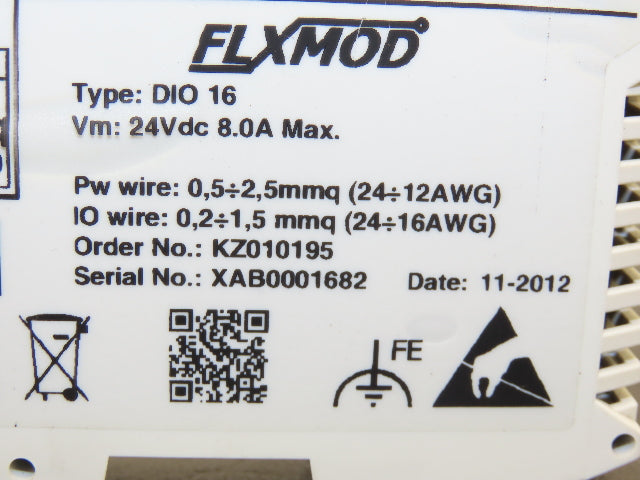 FLXMOD
Type: DIO 16
Vm: 24Vdc 8.0A Max.
Pw wire: 0,5÷2,5mmq (24÷12AWG)
IO wire: 0,2÷1,5 mmq (24÷16AWG)
Order No.: KZ010195
Serial No.: XAB0001682 Date: 11-2012
FE